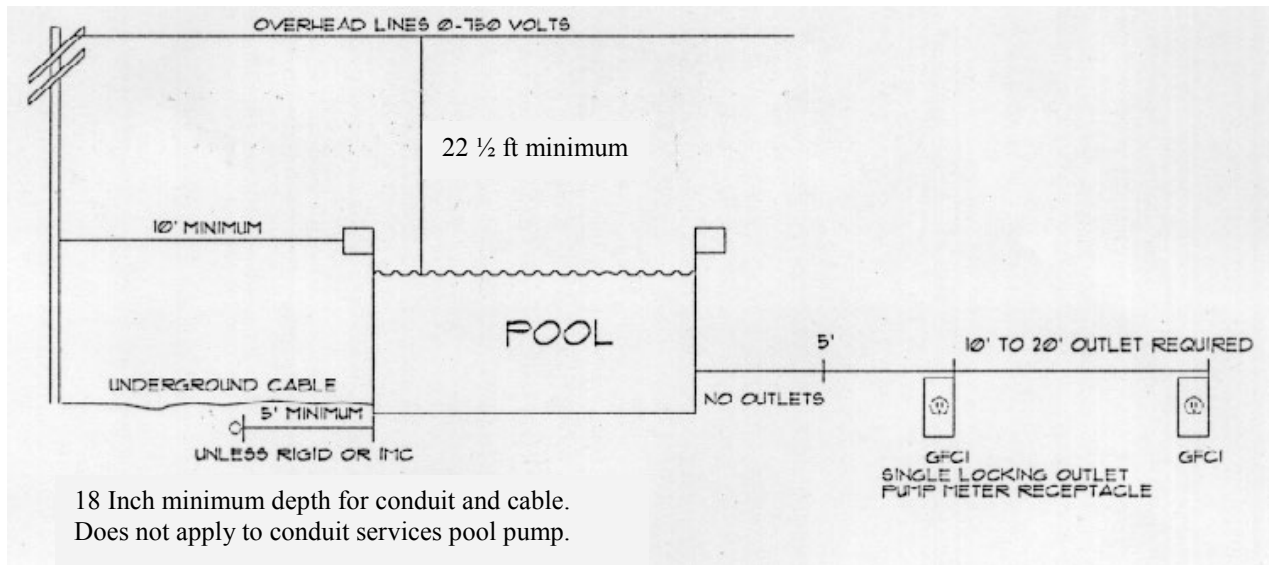 OVERHEAD LINES 0-750 VOLTS
22 ½ ft minimum
10' MINIMUM
POOL
5'
10' TO 20' OUTLET REQUIRED
UNDERGROUND CABLE
NO OUTLETS
5' MINIMUM
UNLESS RIGID OR IMC
GFCI
GFCI
SINGLE LOCKING OUTLET
PUMP METER RECEPTACLE
18 Inch minimum depth for conduit and cable.
Does not apply to conduit services pool pump.